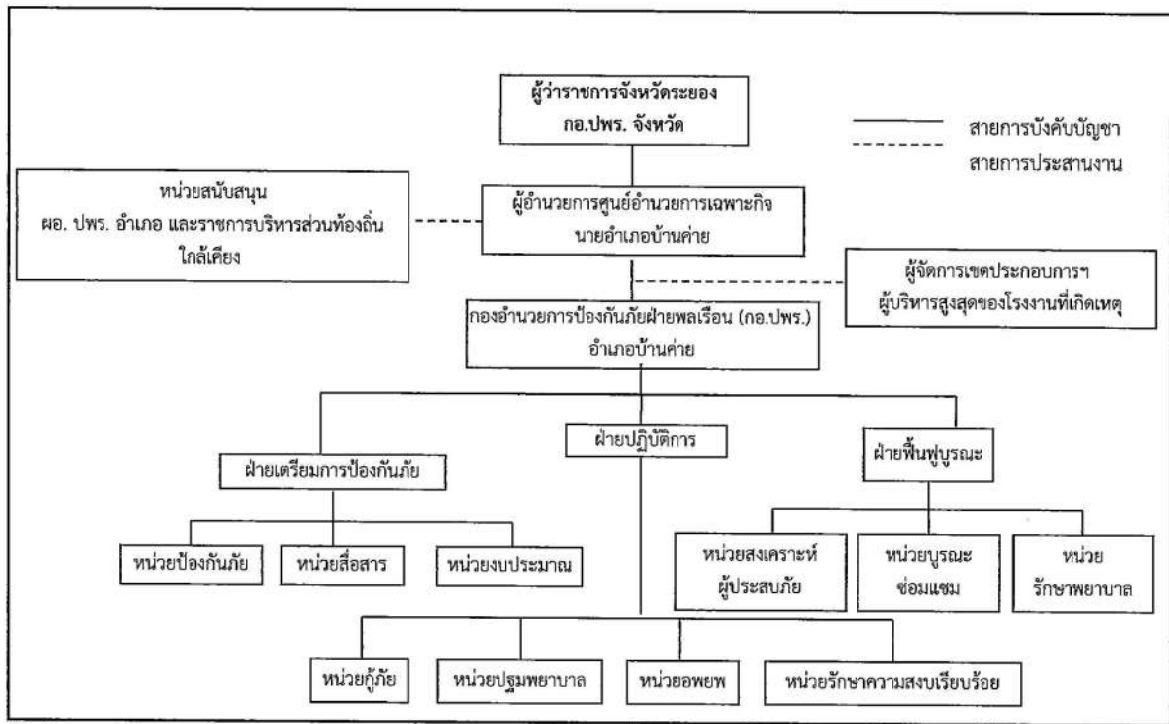 ผู้ว่าราชการจังหวัดระยอง
กอ.ปพร. จังหวัด
สายการบังคับบัญชา
สายการประสานงาน
หน่วยสนับสนุน
ผอ. ปพร. อำเภอ และราชการบริหารส่วนท้องถิ่น
ใกล้เคียง
ผู้อำนวยการศูนย์อำนวยการเฉพาะกิจ
นายอำเภอบ้านค่าย
ผู้จัดการเขตประกอบการฯ
ผู้บริหารสูงสุดของโรงงานที่เกิดเหตุ
กองอำนวยการป้องกันภัยฝ่ายพลเรือน (กอ.ปพร.)
อำเภอบ้านค่าย
ฝ่ายเตรียมการป้องกันภัย
ฝ่ายปฏิบัติการ
ฝ่ายฟื้นฟูบูรณะ
หน่วยป้องกันภัย
หน่วยสื่อสาร
หน่วยงบประมาณ
หน่วยสงเคราะห์
ผู้ประสบภัย
หน่วยบูรณะ
ซ่อมแซม
หน่วย
รักษาพยาบาล
หน่วยกู้ภัย
หน่วยปฐมพยาบาล
หน่วยอพยพ
หน่วยรักษาความสงบเรียบร้อย